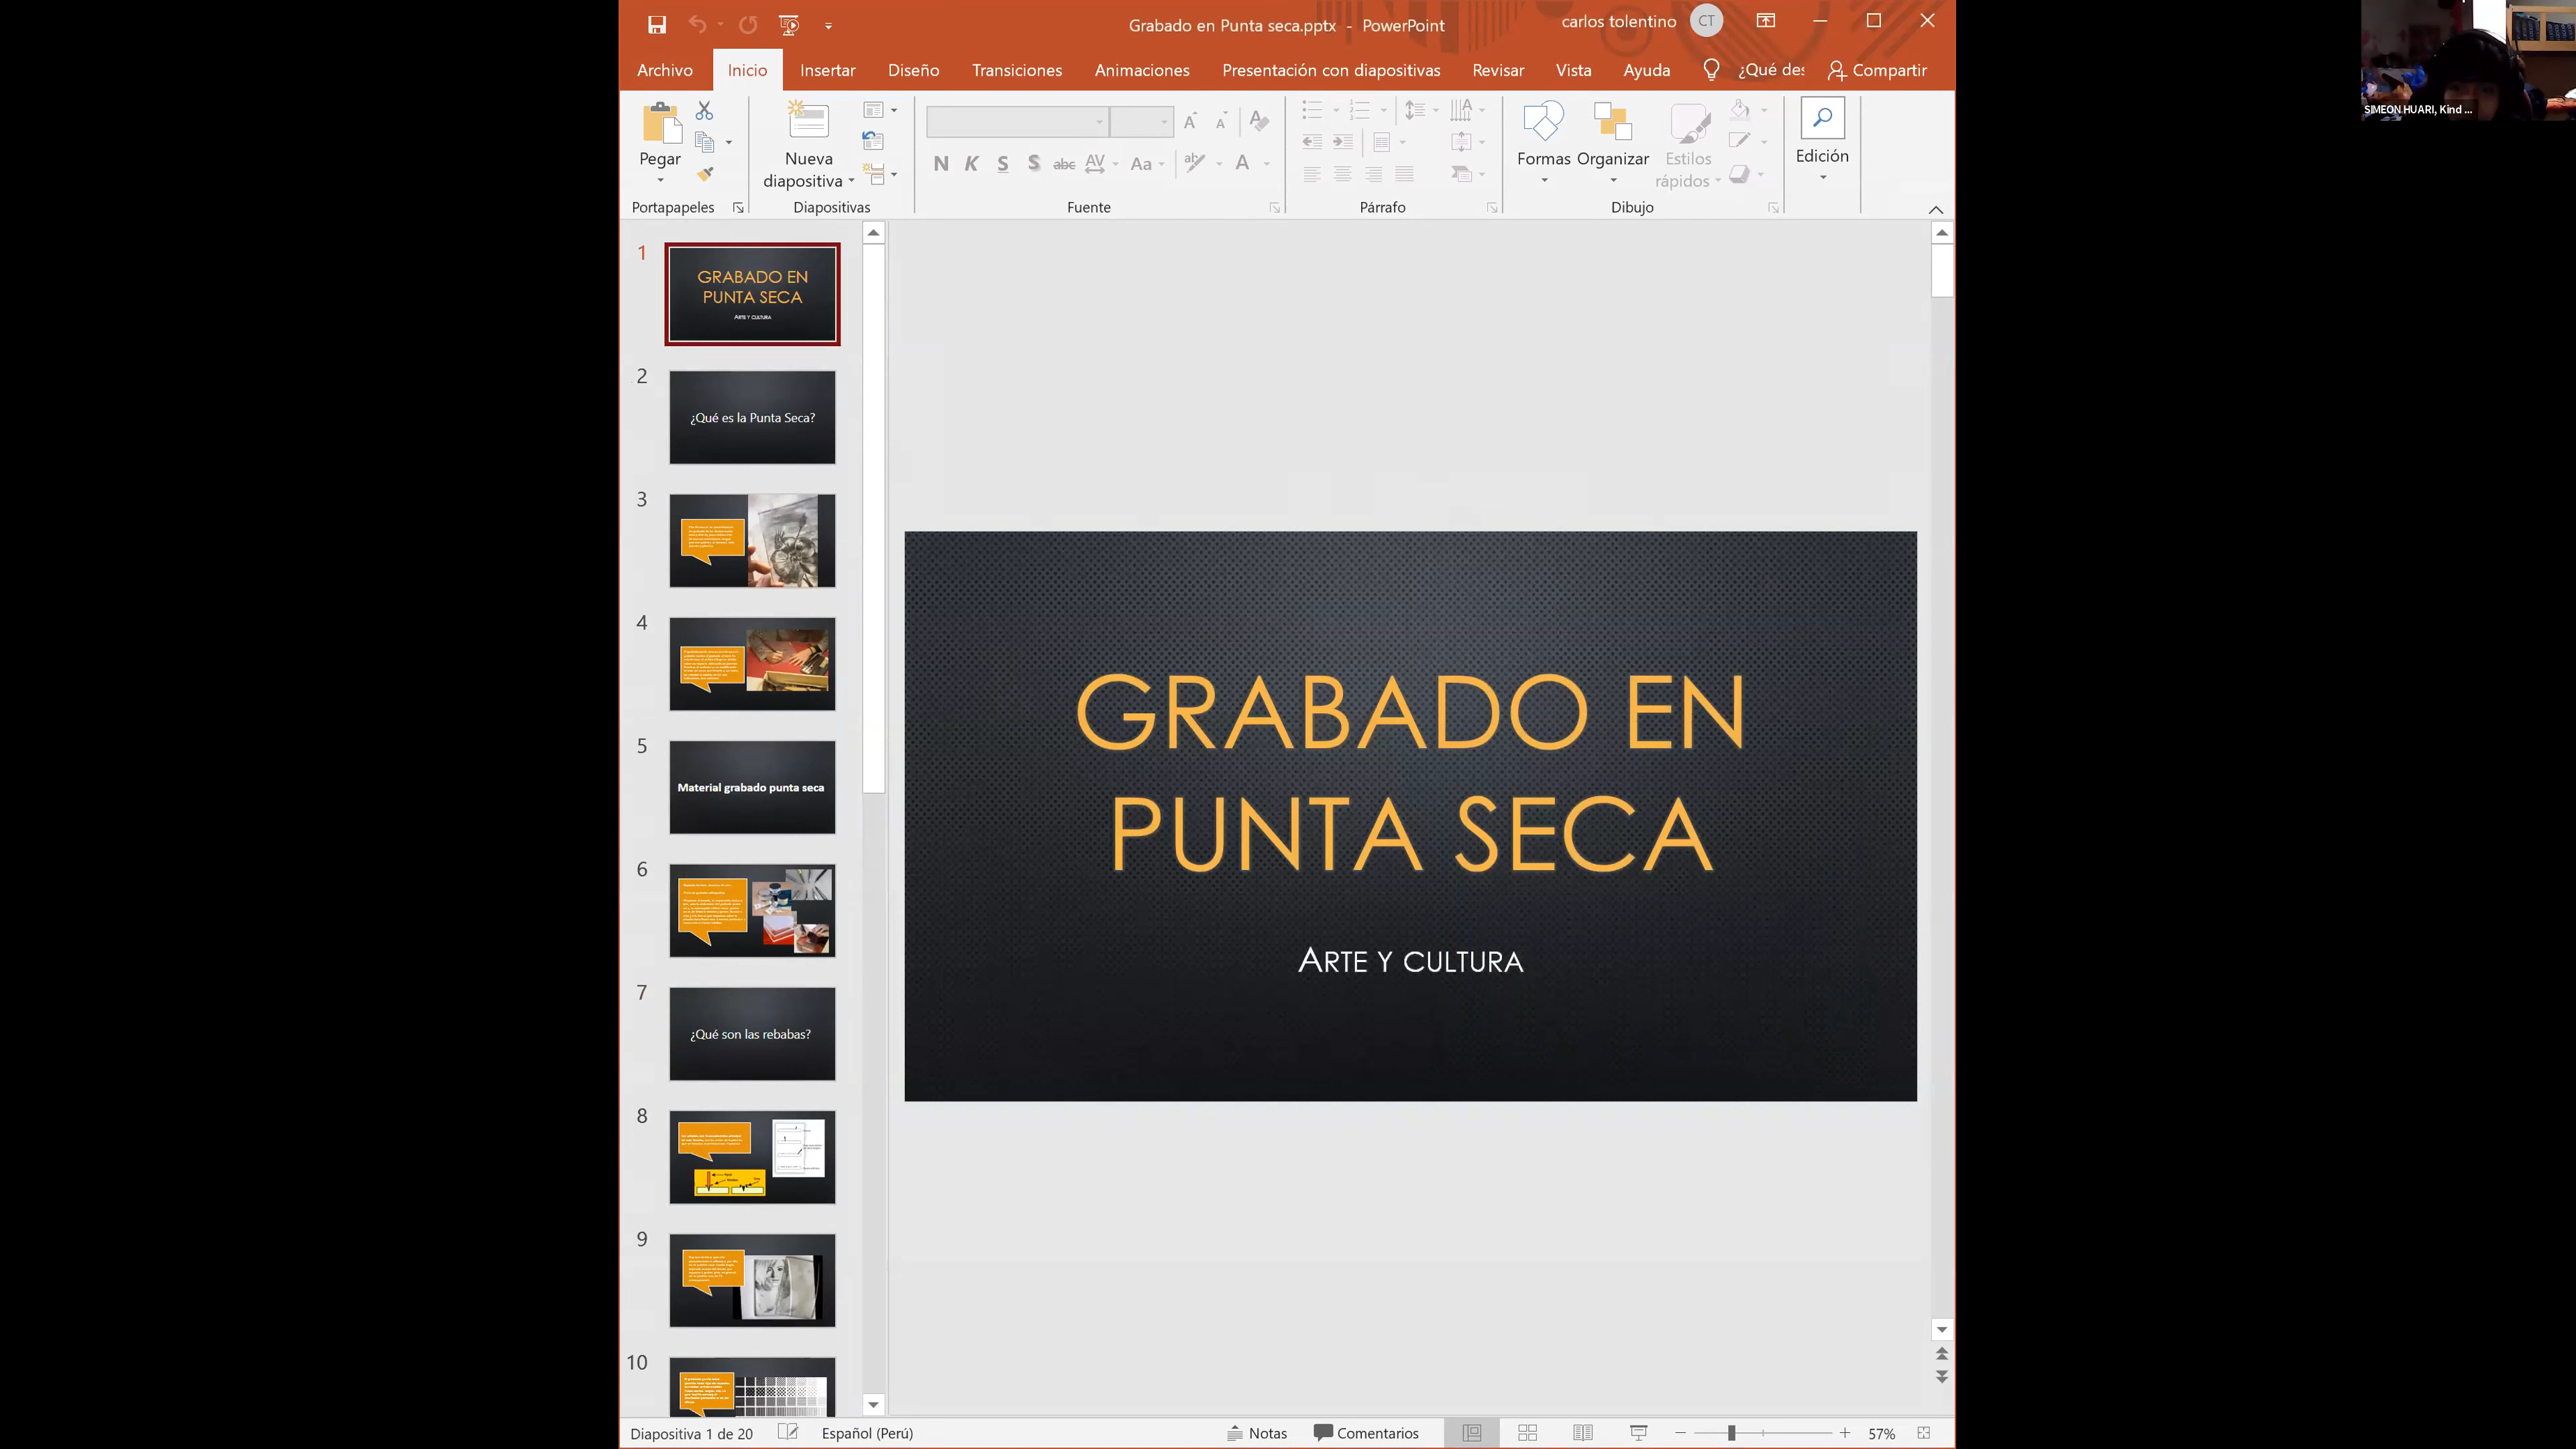 Grabado en Punta seca.pptx - PowerPoint
carlos tolentino CT
Archivo Inicio Insertar Diseño Transiciones Animaciones Presentación con diapositivas Revisar Vista Ayuda ¿Qué des Compartir
Pegar
Nueva
diapositiva
N K S S abc AV Aa A
Formas Organizar Estilos
rápidos
Edición
Portapapeles Diapositivas Fuente Párrafo Dibujo
SIMEON HUARI, Kind ...
1
GRABADO EN
PUNTA SECA
ARTE Y CULTURA
2
¿Qué es la Punta Seca?
3
4
5
Material grabado punta seca
6
7
¿Qué son las rebabas?
8
9
10
GRABADO EN
PUNTA SECA
ARTE Y CULTURA
Diapositiva 1 de 20 Español (Perú) Notas Comentarios 57%